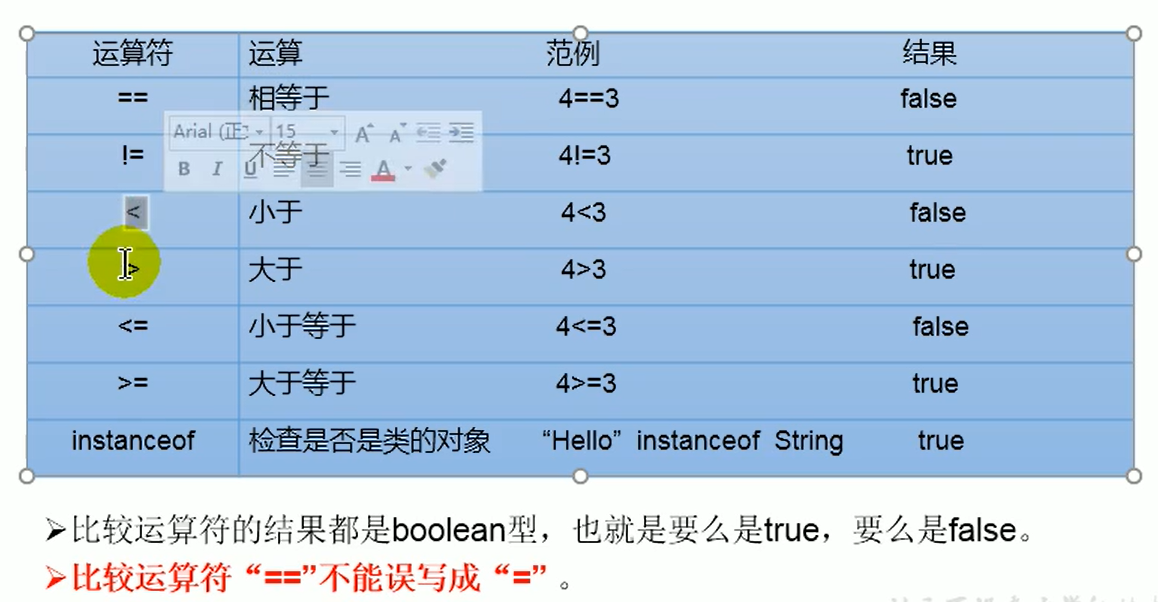 运算符 运算 范例 结果
== 相等于 4==3 false
Arial (正 15
!= 不等于 4!=3 true
B I U A
< 小于 4<3 false
> 大于 4>3 true
<= 小于等于 4<=3 false
>= 大于等于 4>=3 true
instanceof 检查是否是类的对象 “Hello” instanceof String true
➢比较运算符的结果都是boolean型，也就是要么是true，要么是false。
➢比较运算符“==”不能误写成“=” 。